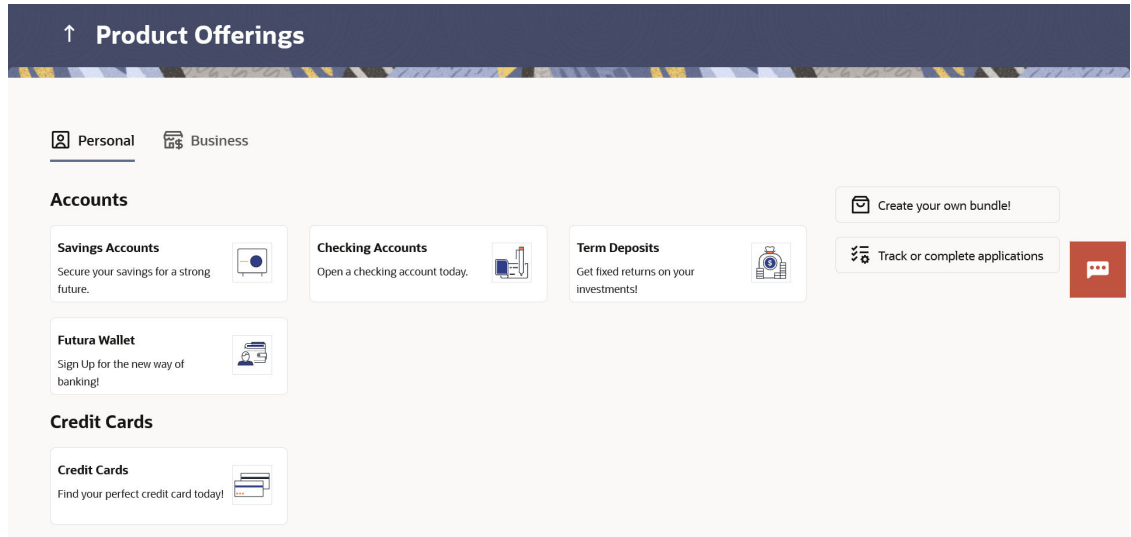 Product Offerings
Personal
Business
Accounts
Savings Accounts
Secure your savings for a strong
future.
Checking Accounts
Open a checking account today.
Term Deposits
Get fixed returns on your
investments!
Create your own bundle!
Track or complete applications
Futura Wallet
Sign Up for the new way of
banking!
Credit Cards
Credit Cards
Find your perfect credit card today!